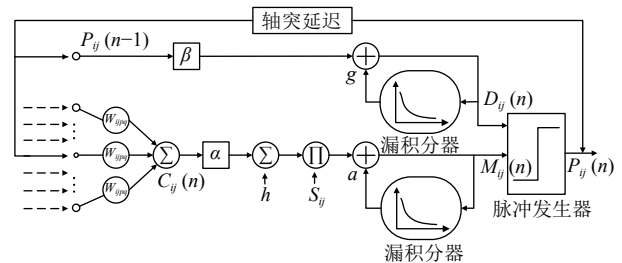 轴突延迟
P_ij (n−1)
β
g
D_ij (n)
漏积分器
W_ijpq
W_ijpq
W_ijpq
∑
C_ij (n)
α
∑
h
∏
S_ij
a
M_ij (n)
P_ij (n)
脉冲发生器
漏积分器